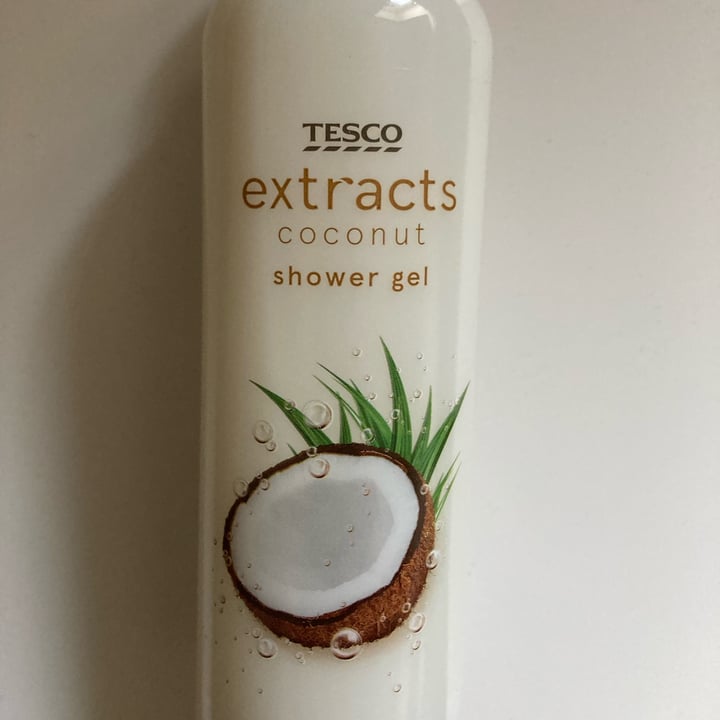 TESCO
extracts
coconut
shower gel